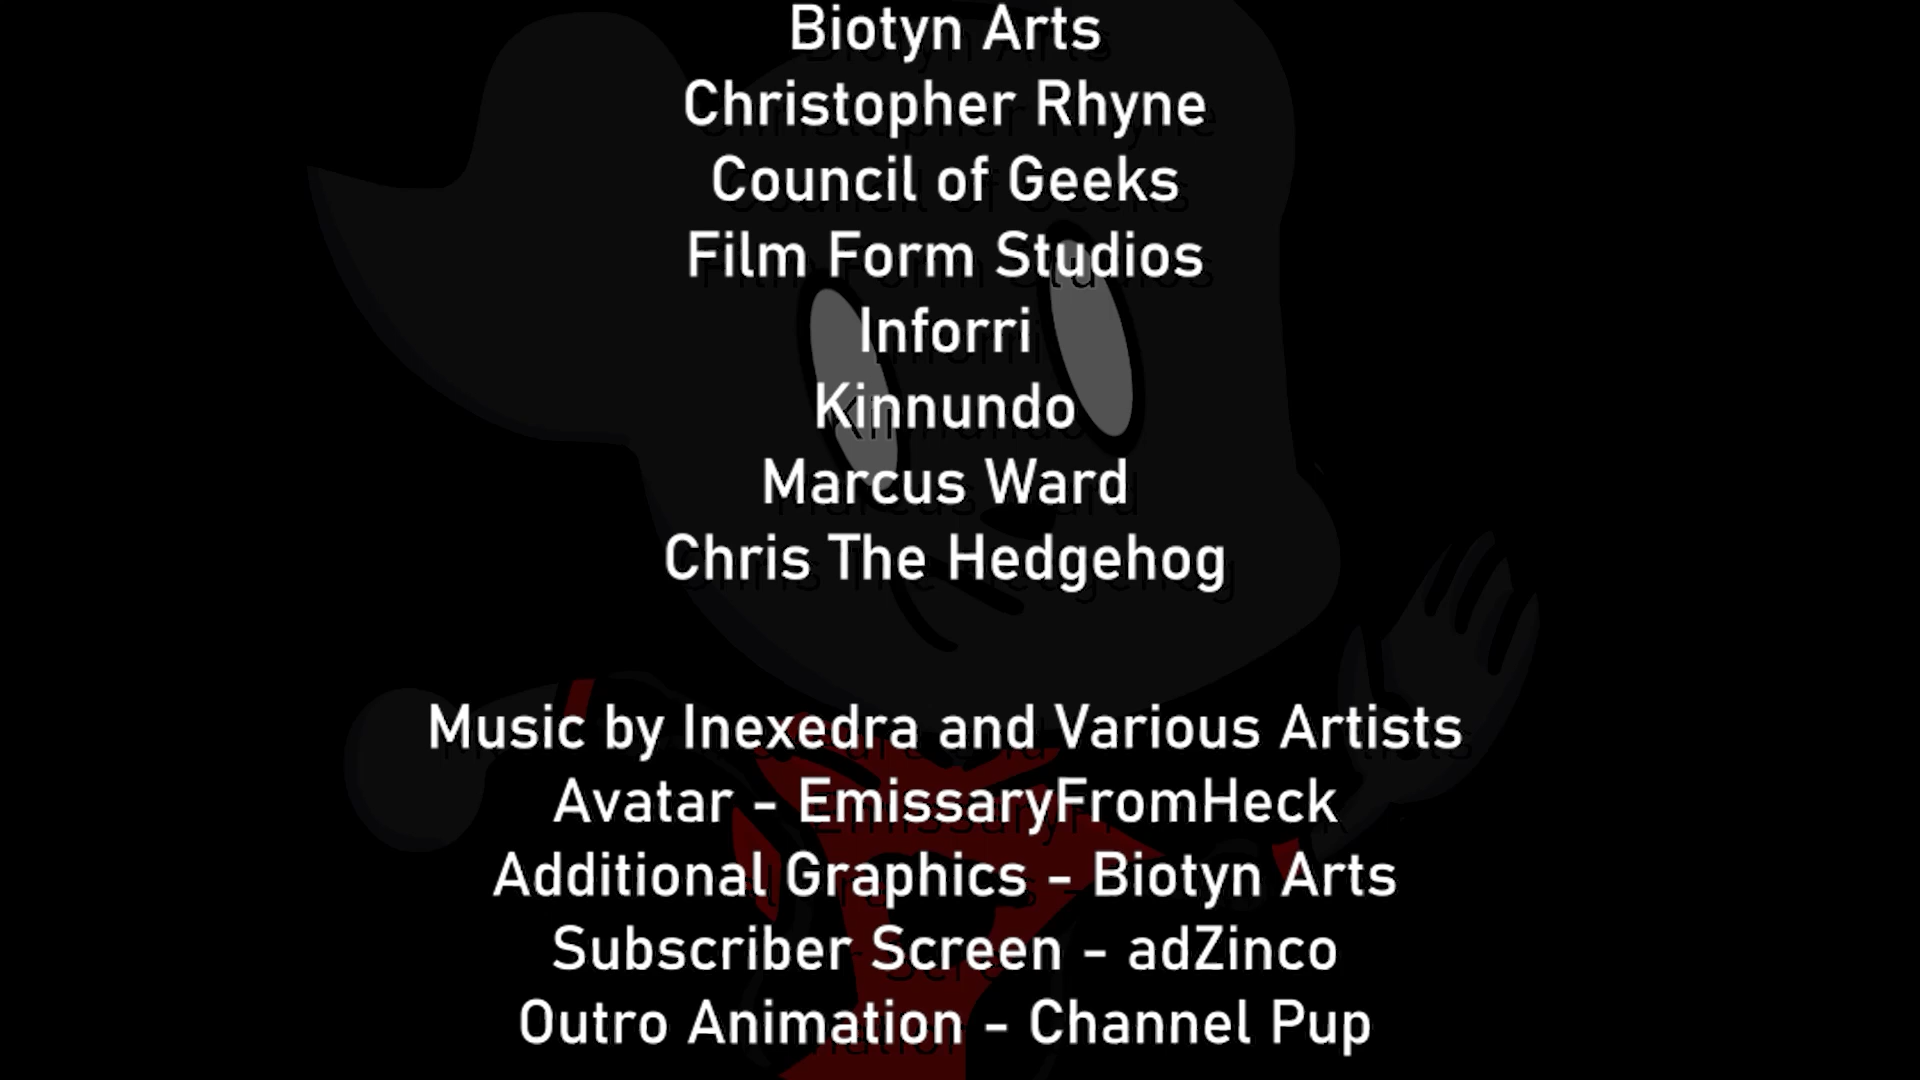 Biotyn Arts
Christopher Rhyne
Council of Geeks
Film Form Studios
Inforri
Kinnundo
Marcus Ward
Chris The Hedgehog
Music by Inexedra and Various Artists
Avatar - EmissaryFromHeck
Additional Graphics - Biotyn Arts
Subscriber Screen - adZinco
Outro Animation - Channel Pup